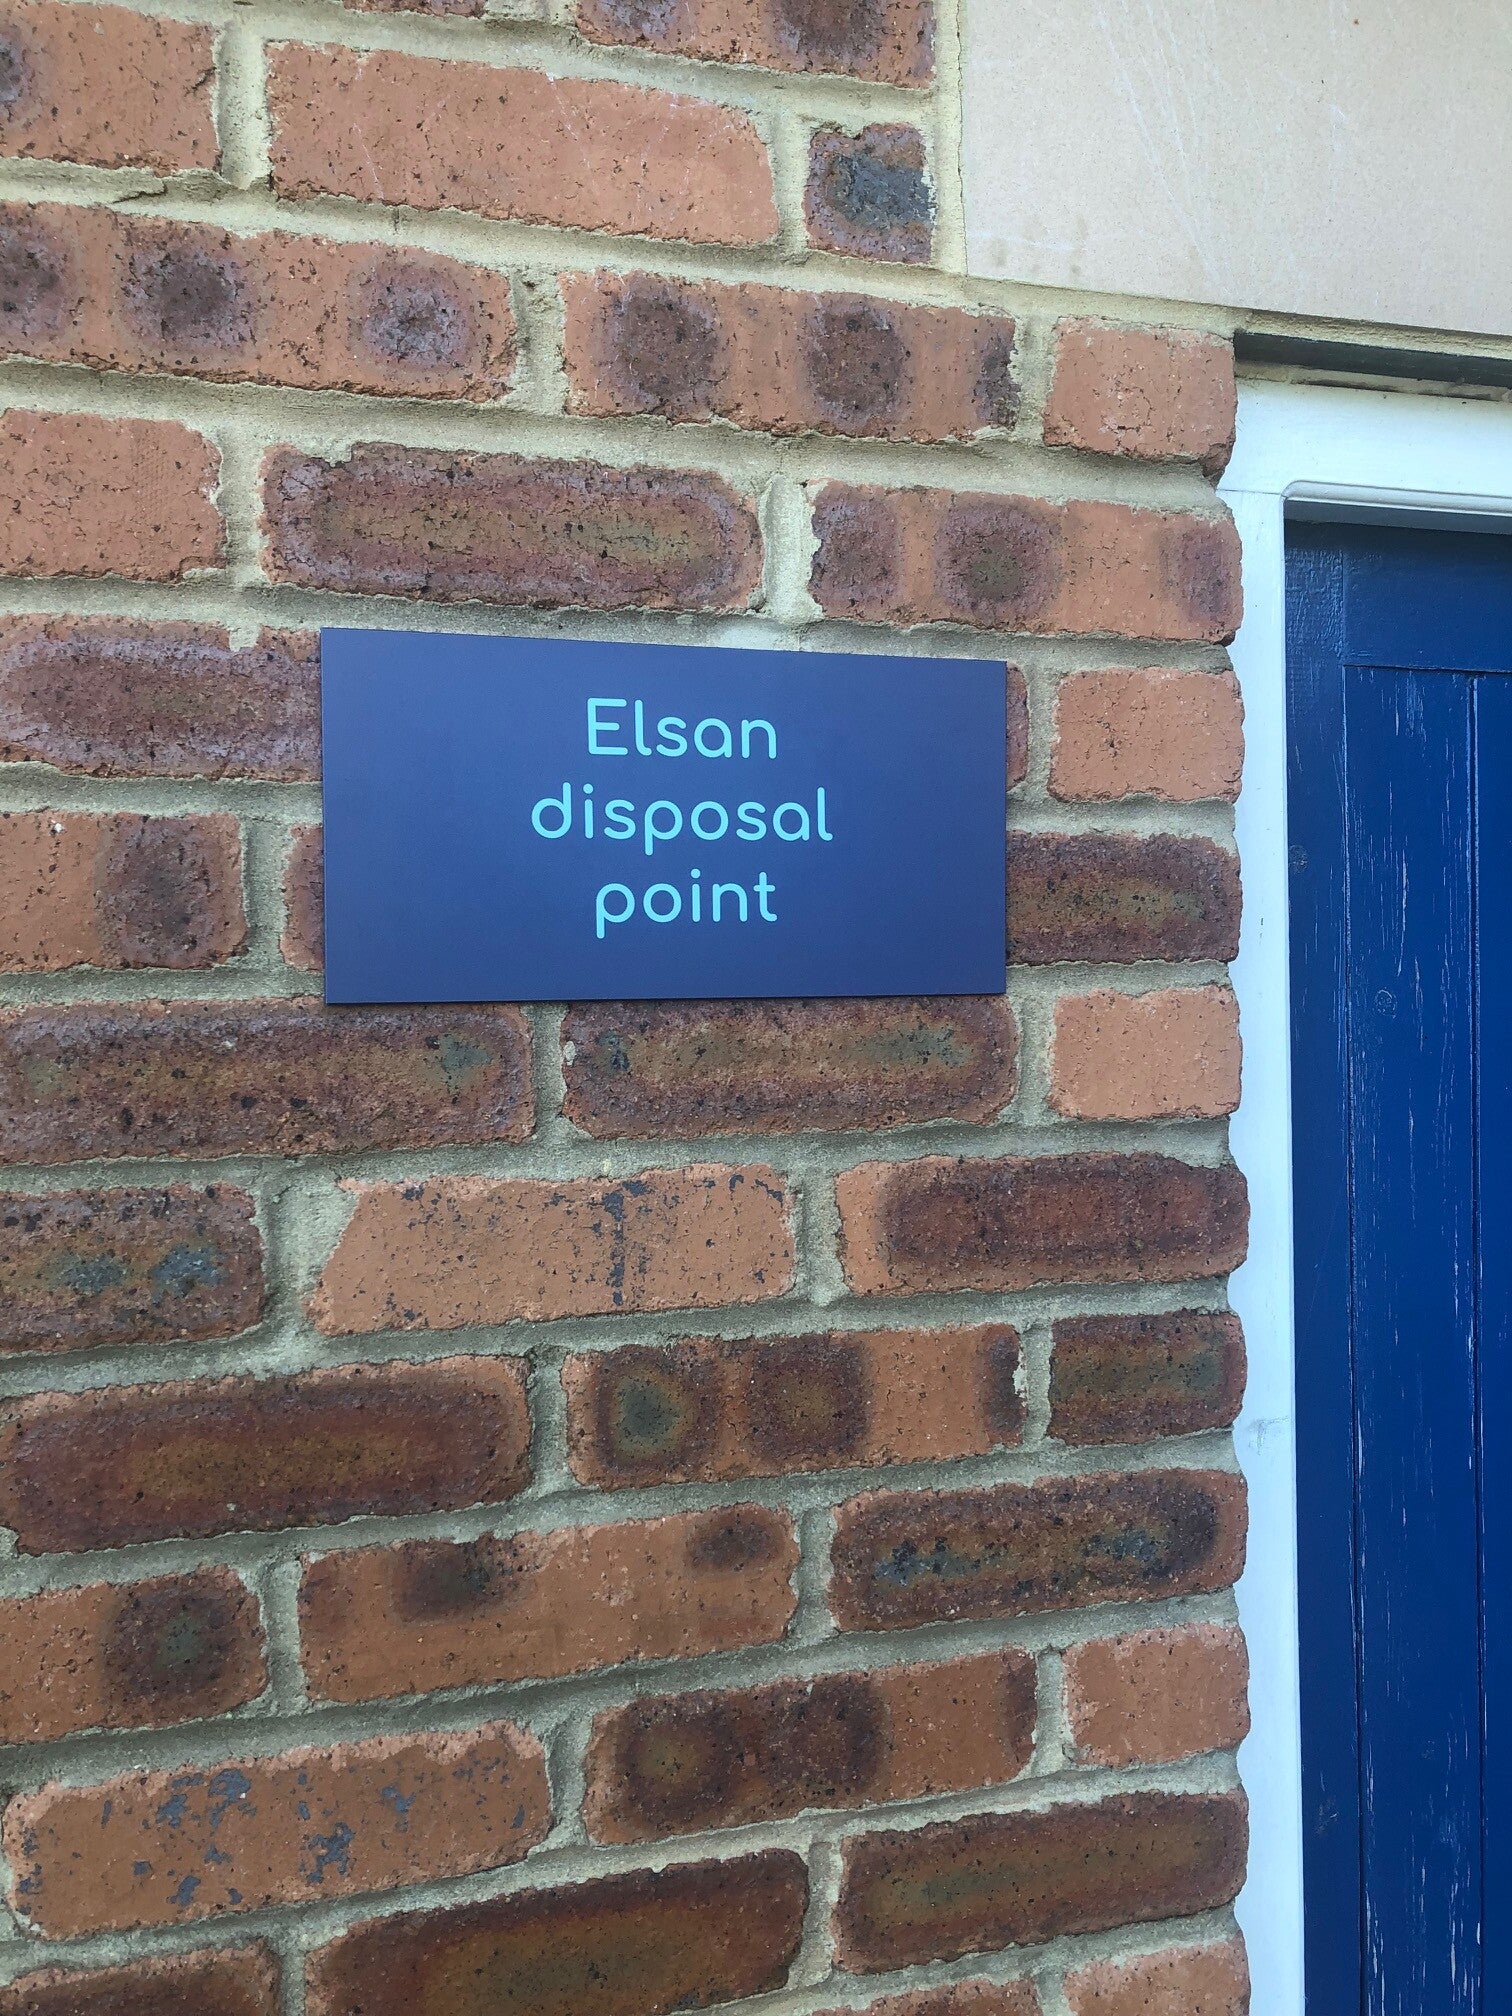 Elsan
disposal
point